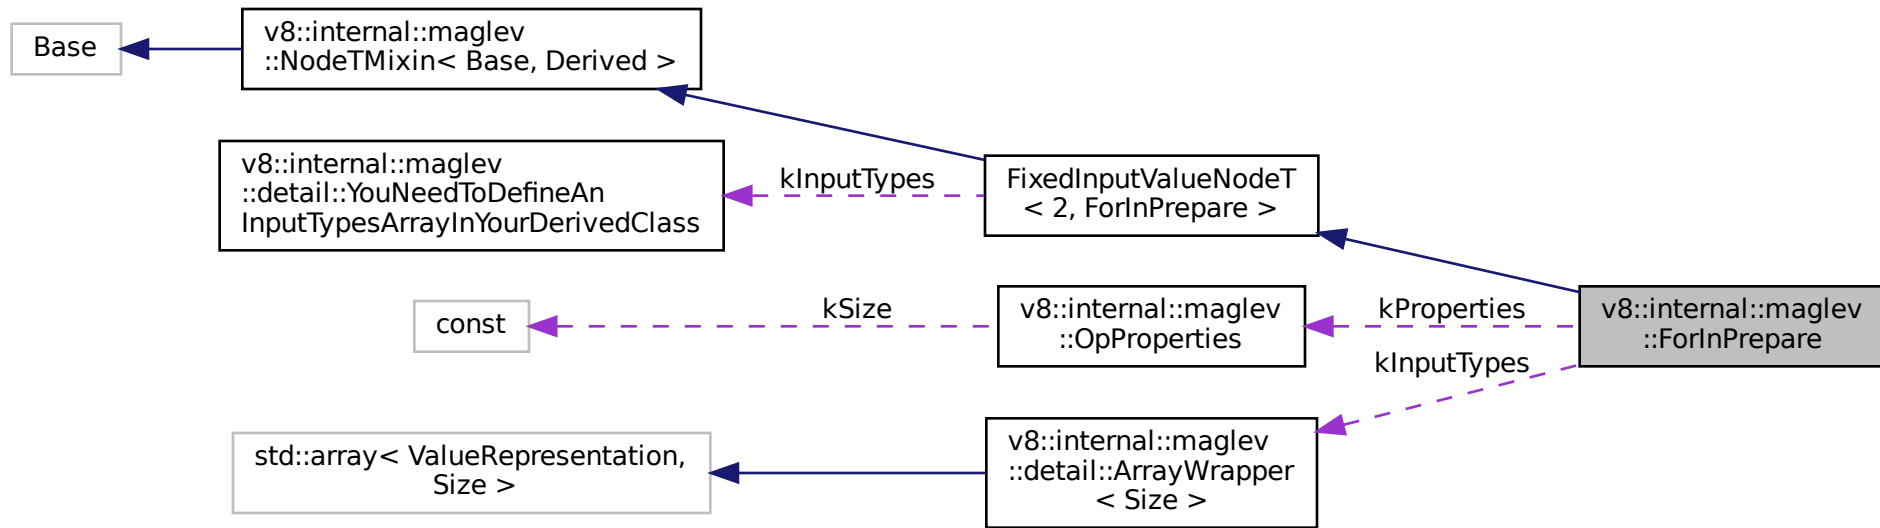 Base
v8::internal::maglev
::NodeTMixin< Base, Derived >
v8::internal::maglev
::detail::YouNeedToDefineAn
InputTypesArrayInYourDerivedClass
kInputTypes
FixedInputValueNodeT
< 2, ForInPrepare >
const
kSize
v8::internal::maglev
::OpProperties
kProperties
v8::internal::maglev
::ForInPrepare
kInputTypes
std::array< ValueRepresentation,
Size >
v8::internal::maglev
::detail::ArrayWrapper
< Size >